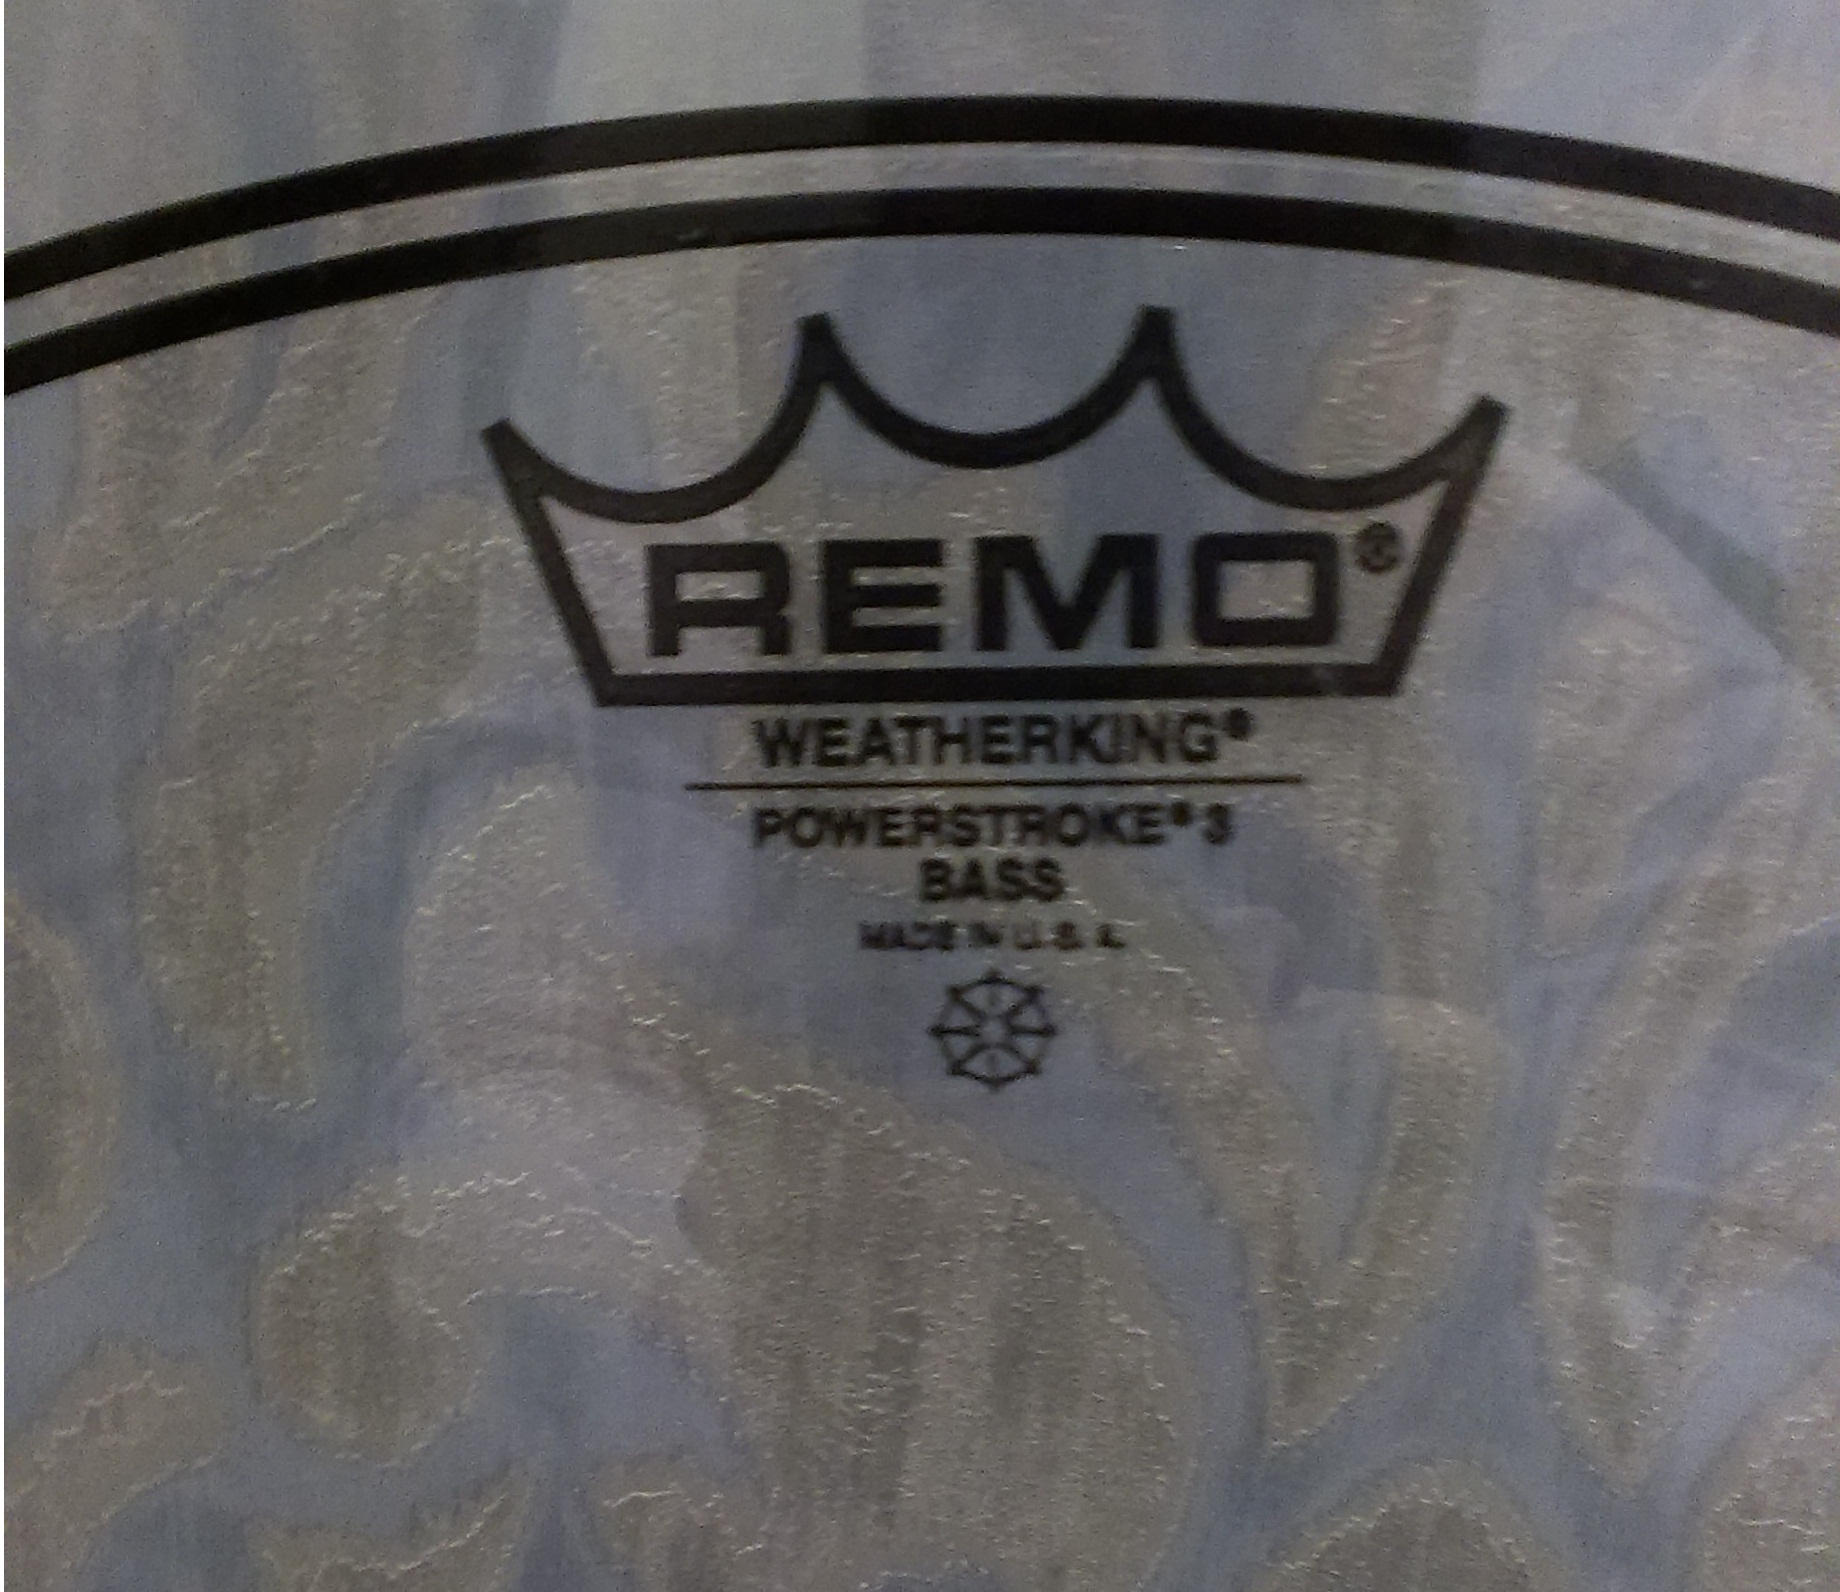 REMO®
WEATHERKING®
POWERSTROKE® 3
BASS
MADE IN U.S.A.